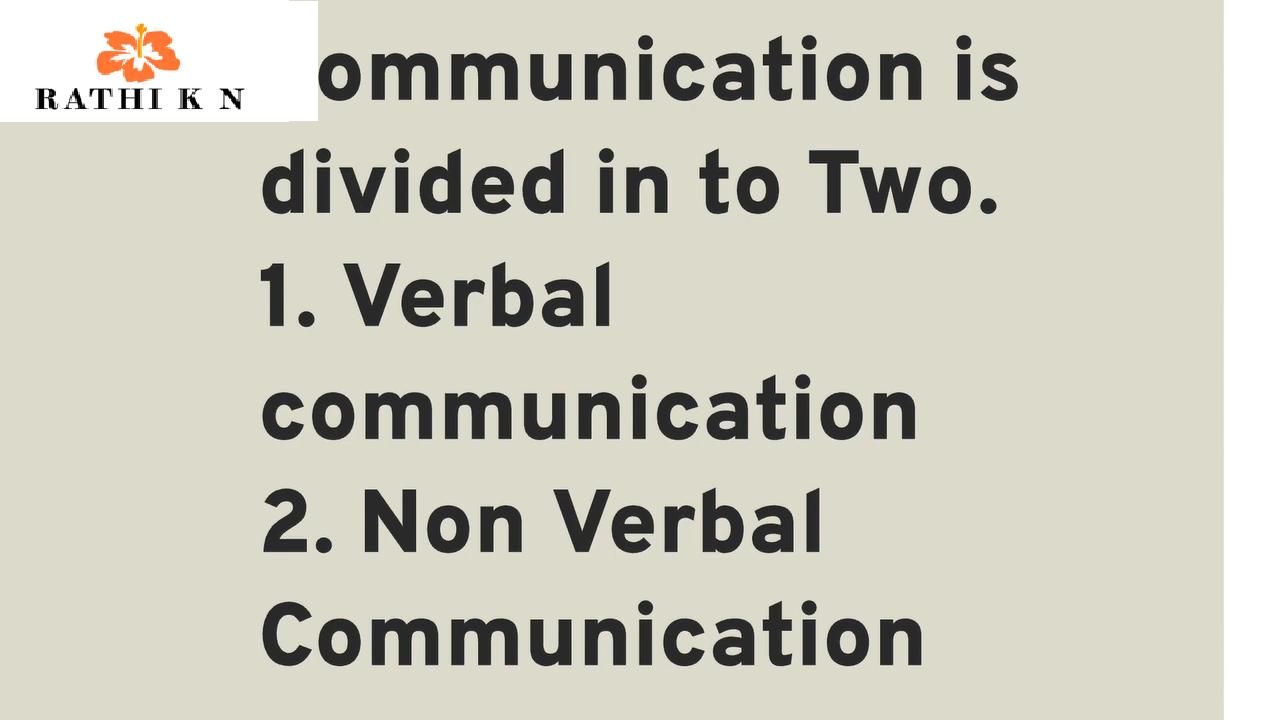 RATHI K N
ommunication is
divided in to Two.
1. Verbal
communication
2. Non Verbal
Communication